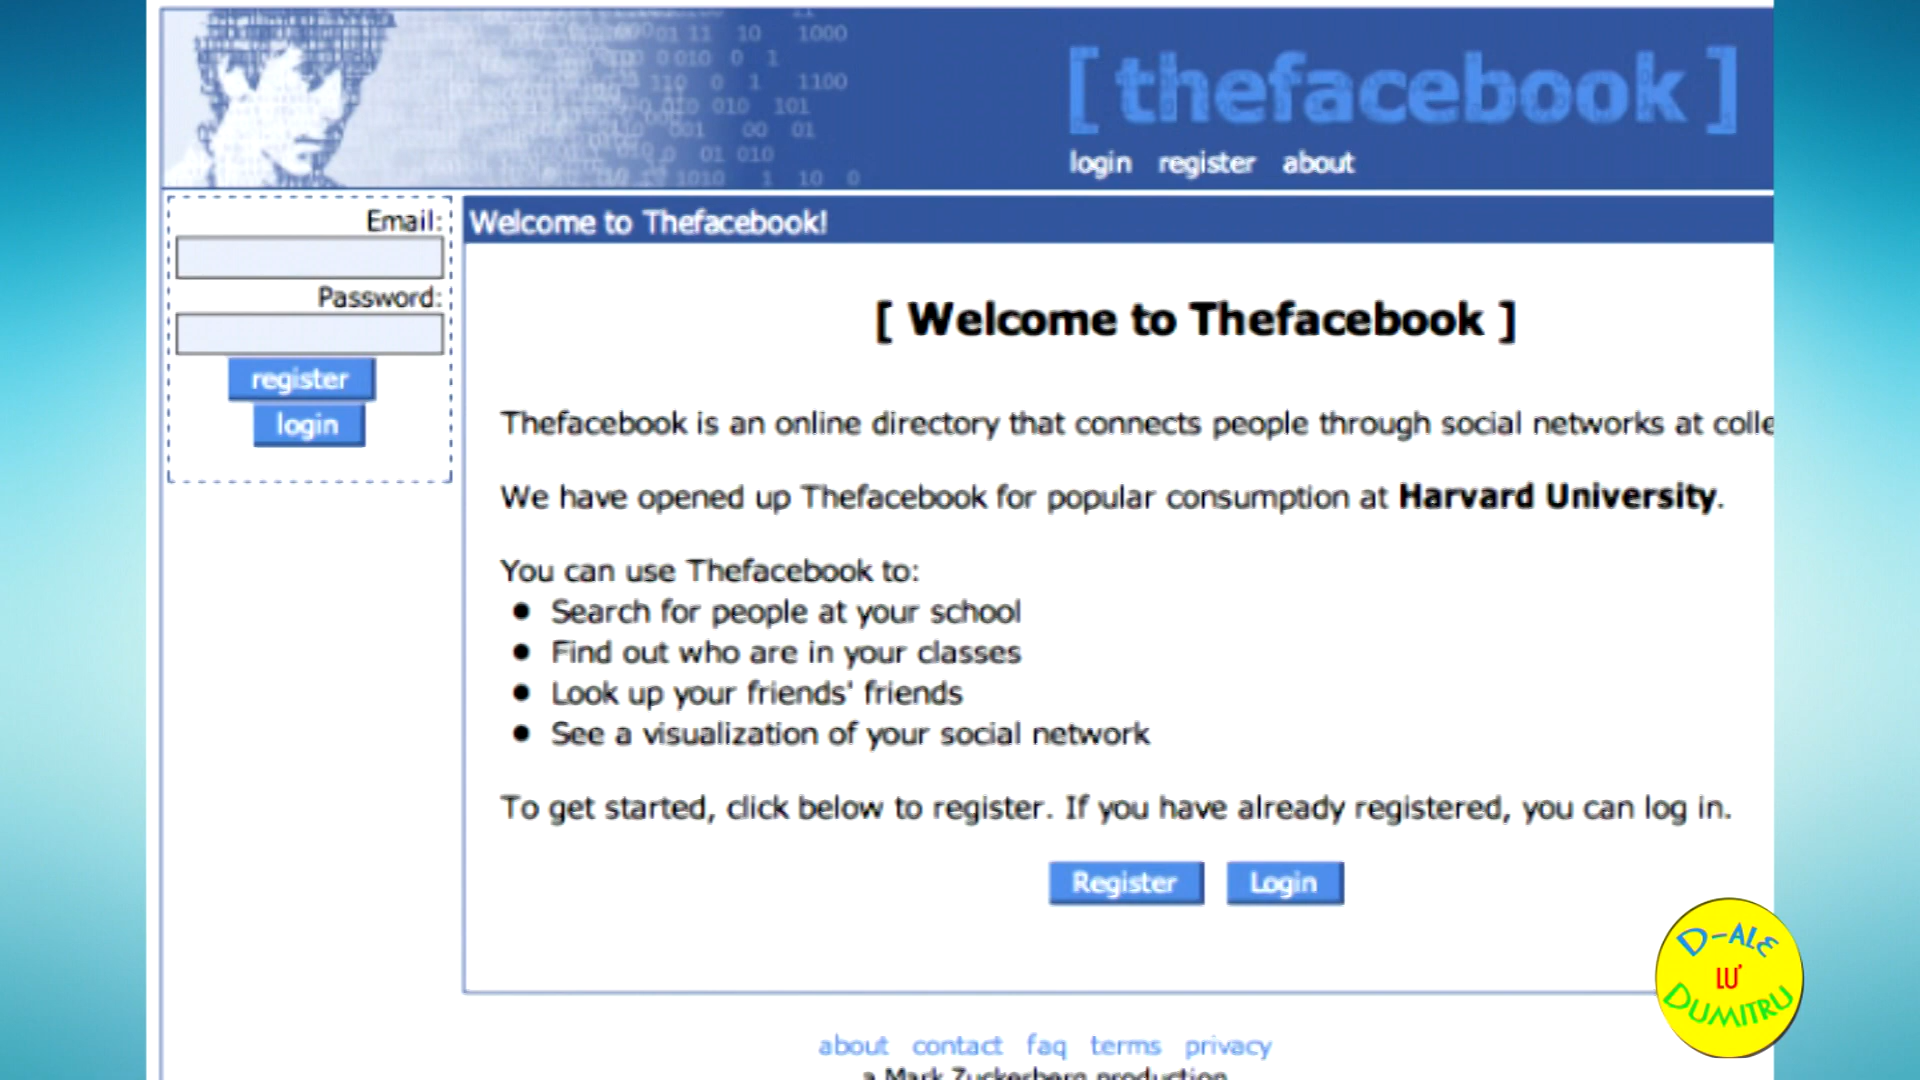 [ thefacebook ]
login register about
Email:
Password:
register
login
Welcome to Thefacebook!
[ Welcome to Thefacebook ]
Thefacebook is an online directory that connects people through social networks at colle
We have opened up Thefacebook for popular consumption at Harvard University.
You can use Thefacebook to:
• Search for people at your school
• Find out who are in your classes
• Look up your friends' friends
• See a visualization of your social network
To get started, click below to register. If you have already registered, you can log in.
Register Login
about contact faq terms privacy
a Mark Zuckerberg production
D-ALE
LU'
DUMITRU